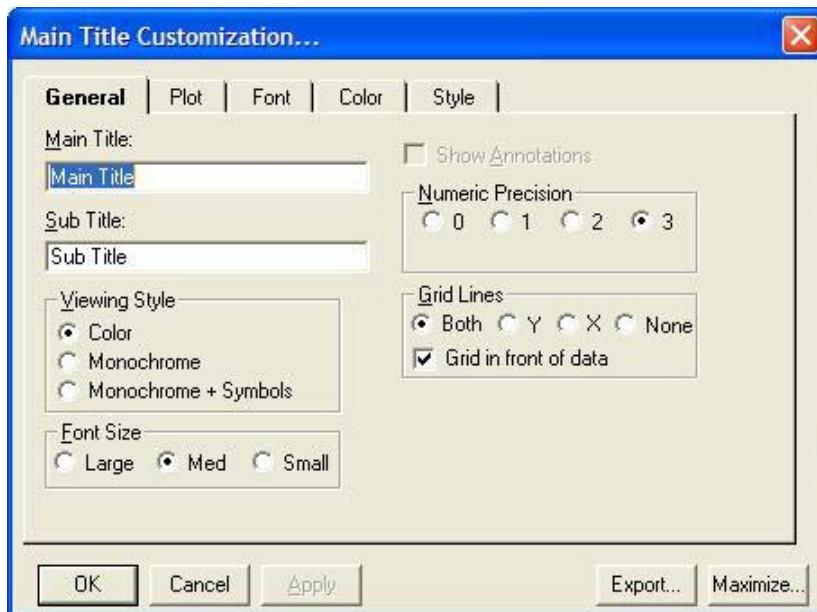 Main Title Customization...
General Plot Font Color Style
Main Title:
Main Title
Sub Title:
Sub Title
Viewing Style
Color
Monochrome
Monochrome + Symbols
Font Size
Large Med Small
Show Annotations
Numeric Precision
0 1 2 3
Grid Lines
Both Y X None
Grid in front of data
OK Cancel Apply Export... Maximize...